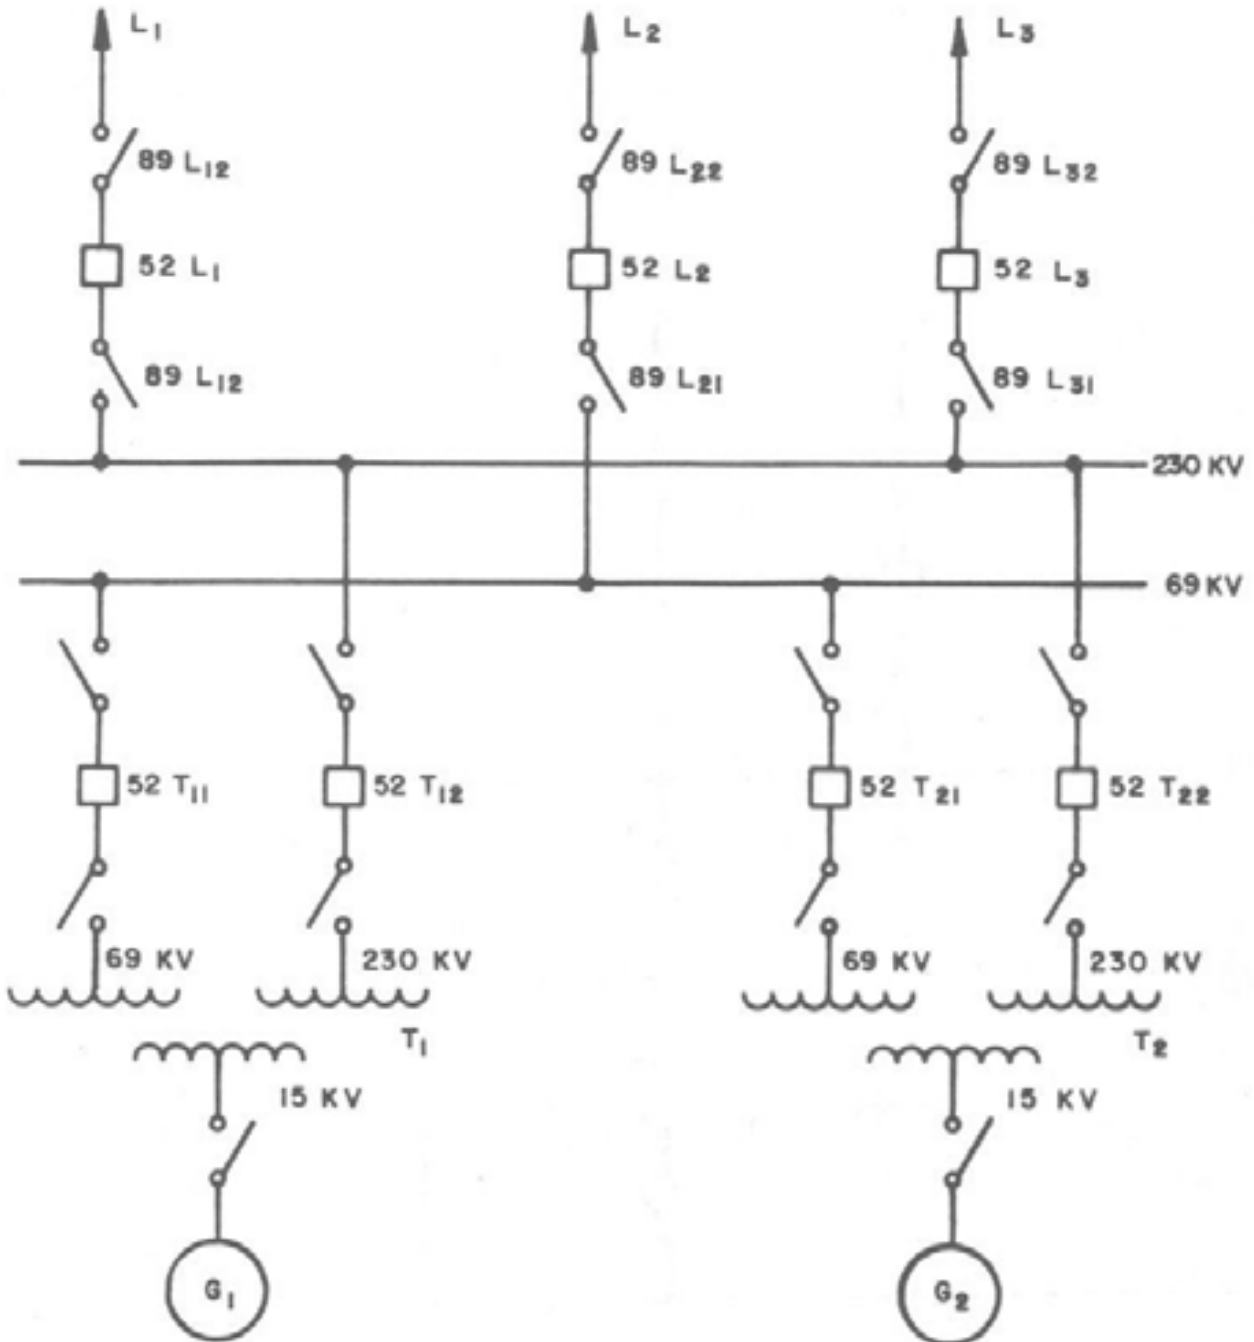 L1 L2 L3
89 L12 89 L22 89 L32
52 L1 52 L2 52 L3
89 L12 89 L21 89 L31
230 KV
69 KV
52 T11 52 T12 52 T21 52 T22
69 KV 230 KV 69 KV 230 KV
T1 T2
15 KV 15 KV
G1 G2